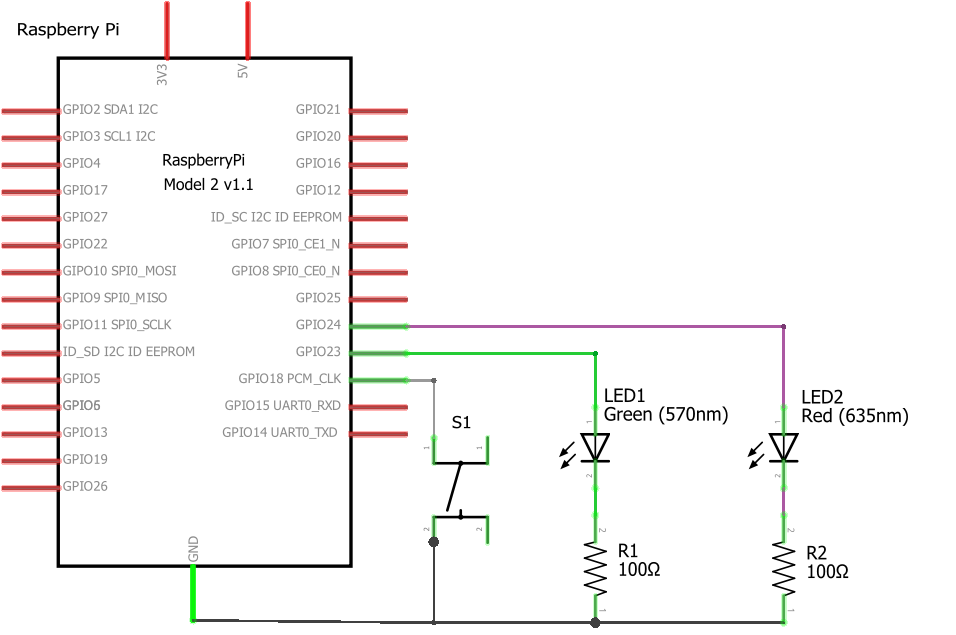 Raspberry Pi
3V3
5V
GPIO2 SDA1 I2C
GPIO3 SCL1 I2C
GPIO4
GPIO17
GPIO27
GPIO22
GIPO10 SPI0_MOSI
GPIO9 SPI0_MISO
GPIO11 SPI0_SCLK
ID_SD I2C ID EEPROM
GPIO5
GPIO6
GPIO13
GPIO19
GPIO26
RaspberryPi
Model 2 v1.1
GPIO21
GPIO20
GPIO16
GPIO12
ID_SC I2C ID EEPROM
GPIO7 SPI0_CE1_N
GPIO8 SPI0_CE0_N
GPIO25
GPIO24
GPIO23
GPIO18 PCM_CLK
GPIO15 UART0_RXD
GPIO14 UART0_TXD
GND
S1
1
1
2
2
LED1
Green (570nm)
1
2
R1
100Ω
2
1
LED2
Red (635nm)
1
2
R2
100Ω
2
1